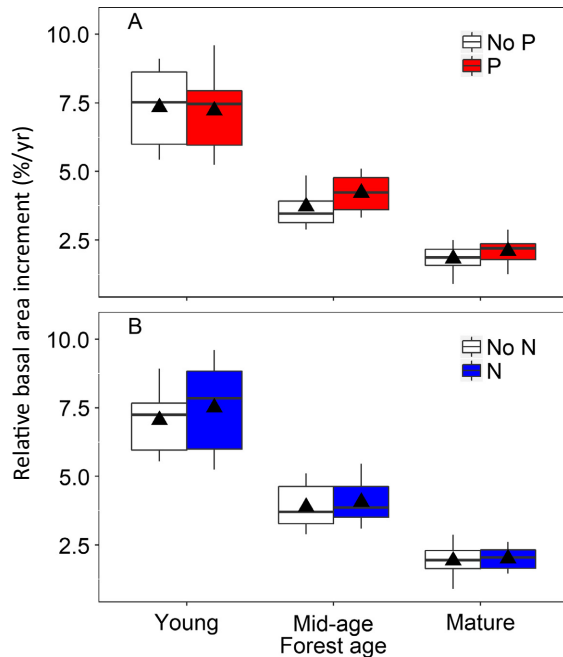 A
No P
P
10.0
7.5
5.0
2.5
Relative basal area increment (%/yr)
B
No N
N
10.0
7.5
5.0
2.5
Young
Mid-age
Mature
Forest age